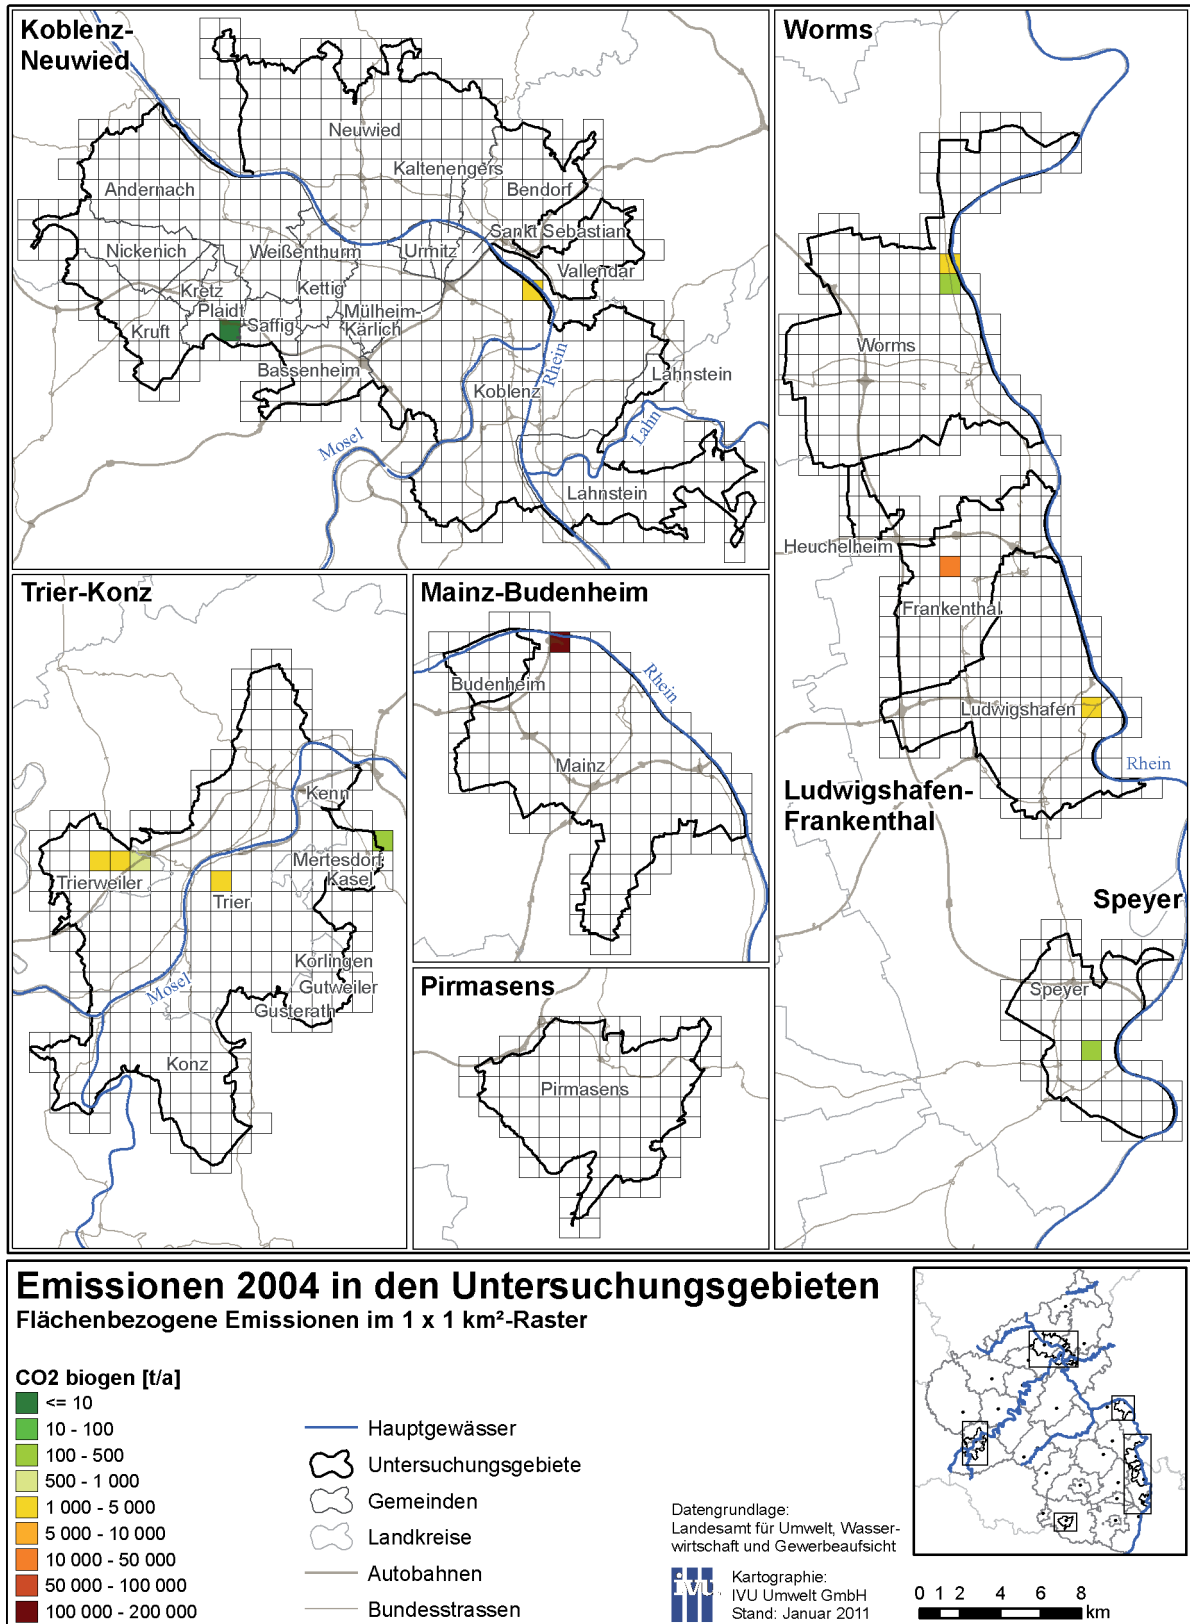 Koblenz-
Neuwied
Neuwied
Kaltenengers
Andernach
Bendorf
Sankt Sebastian
Nickenich
Weißenthurm
Urmitz
Vallendar
Kretz
Kettig
Plaidt
Mülheim-
Kärlich
Kruft
Saffig
Bassenheim
Rhein
Lahnstein
Koblenz
Mosel
Lahn
Lahnstein
Worms
Worms
Heuchelheim
Frankenthal
Ludwigshafen
Rhein
Ludwigshafen-
Frankenthal
Speyer
Speyer
Trier-Konz
Kenn
Mertesdorf
Kasel
Trierweiler
Trier
Korlingen
Gutweiler
Gusterath
Mosel
Konz
Mainz-Budenheim
Rhein
Budenheim
Mainz
Pirmasens
Pirmasens
Emissionen 2004 in den Untersuchungsgebieten
Flächenbezogene Emissionen im 1 x 1 km²-Raster
CO2 biogen [t/a]
<= 10
10 - 100
100 - 500
500 - 1 000
1 000 - 5 000
5 000 - 10 000
10 000 - 50 000
50 000 - 100 000
100 000 - 200 000
Hauptgewässer
Untersuchungsgebiete
Gemeinden
Landkreise
Autobahnen
Bundesstrassen
Datengrundlage:
Landesamt für Umwelt, Wasser-
wirtschaft und Gewerbeaufsicht
ivu
Kartographie:
IVU Umwelt GmbH
Stand: Januar 2011
0 1 2 4 6 8
km